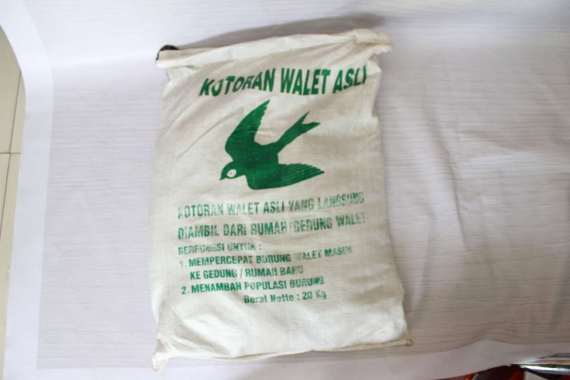 KOTORAN WALET ASLI
KOTORAN WALET ASLI YANG LANGSUNG
DIAMBIL DARI RUMAH / GEDUNG WALET
BERFUNGSI UNTUK :
1. MEMPERCEPAT BURUNG WALET MASUK
KE GEDUNG / RUMAH BARU
2. MENAMBAH POPULASI BURUNG
Berat Netto : 20 Kg